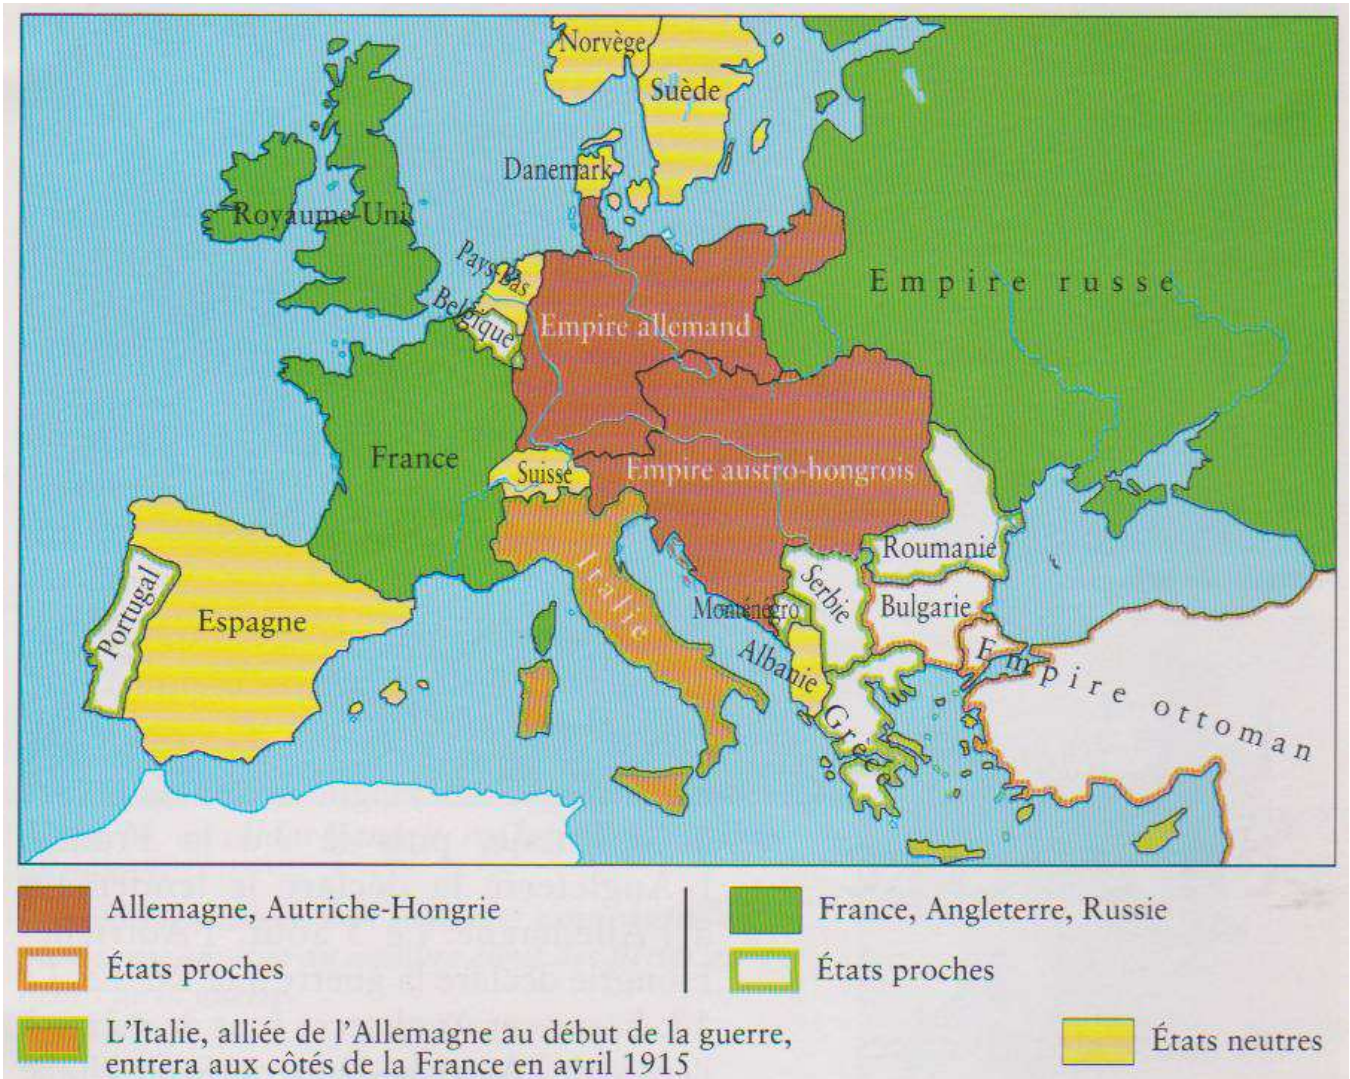 Norvège
Suède
Danemark
Royaume-Uni
Pays-Bas
Belgique
Empire allemand
Empire russe
France
Suisse
Empire austro-hongrois
Italie
Roumanie
Serbie
Bulgarie
Monténégro
Albanie
Grèce
Empire ottoman
Portugal
Espagne
Allemagne, Autriche-Hongrie
États proches
L'Italie, alliée de l'Allemagne au début de la guerre,
entrera aux côtés de la France en avril 1915
France, Angleterre, Russie
États proches
États neutres